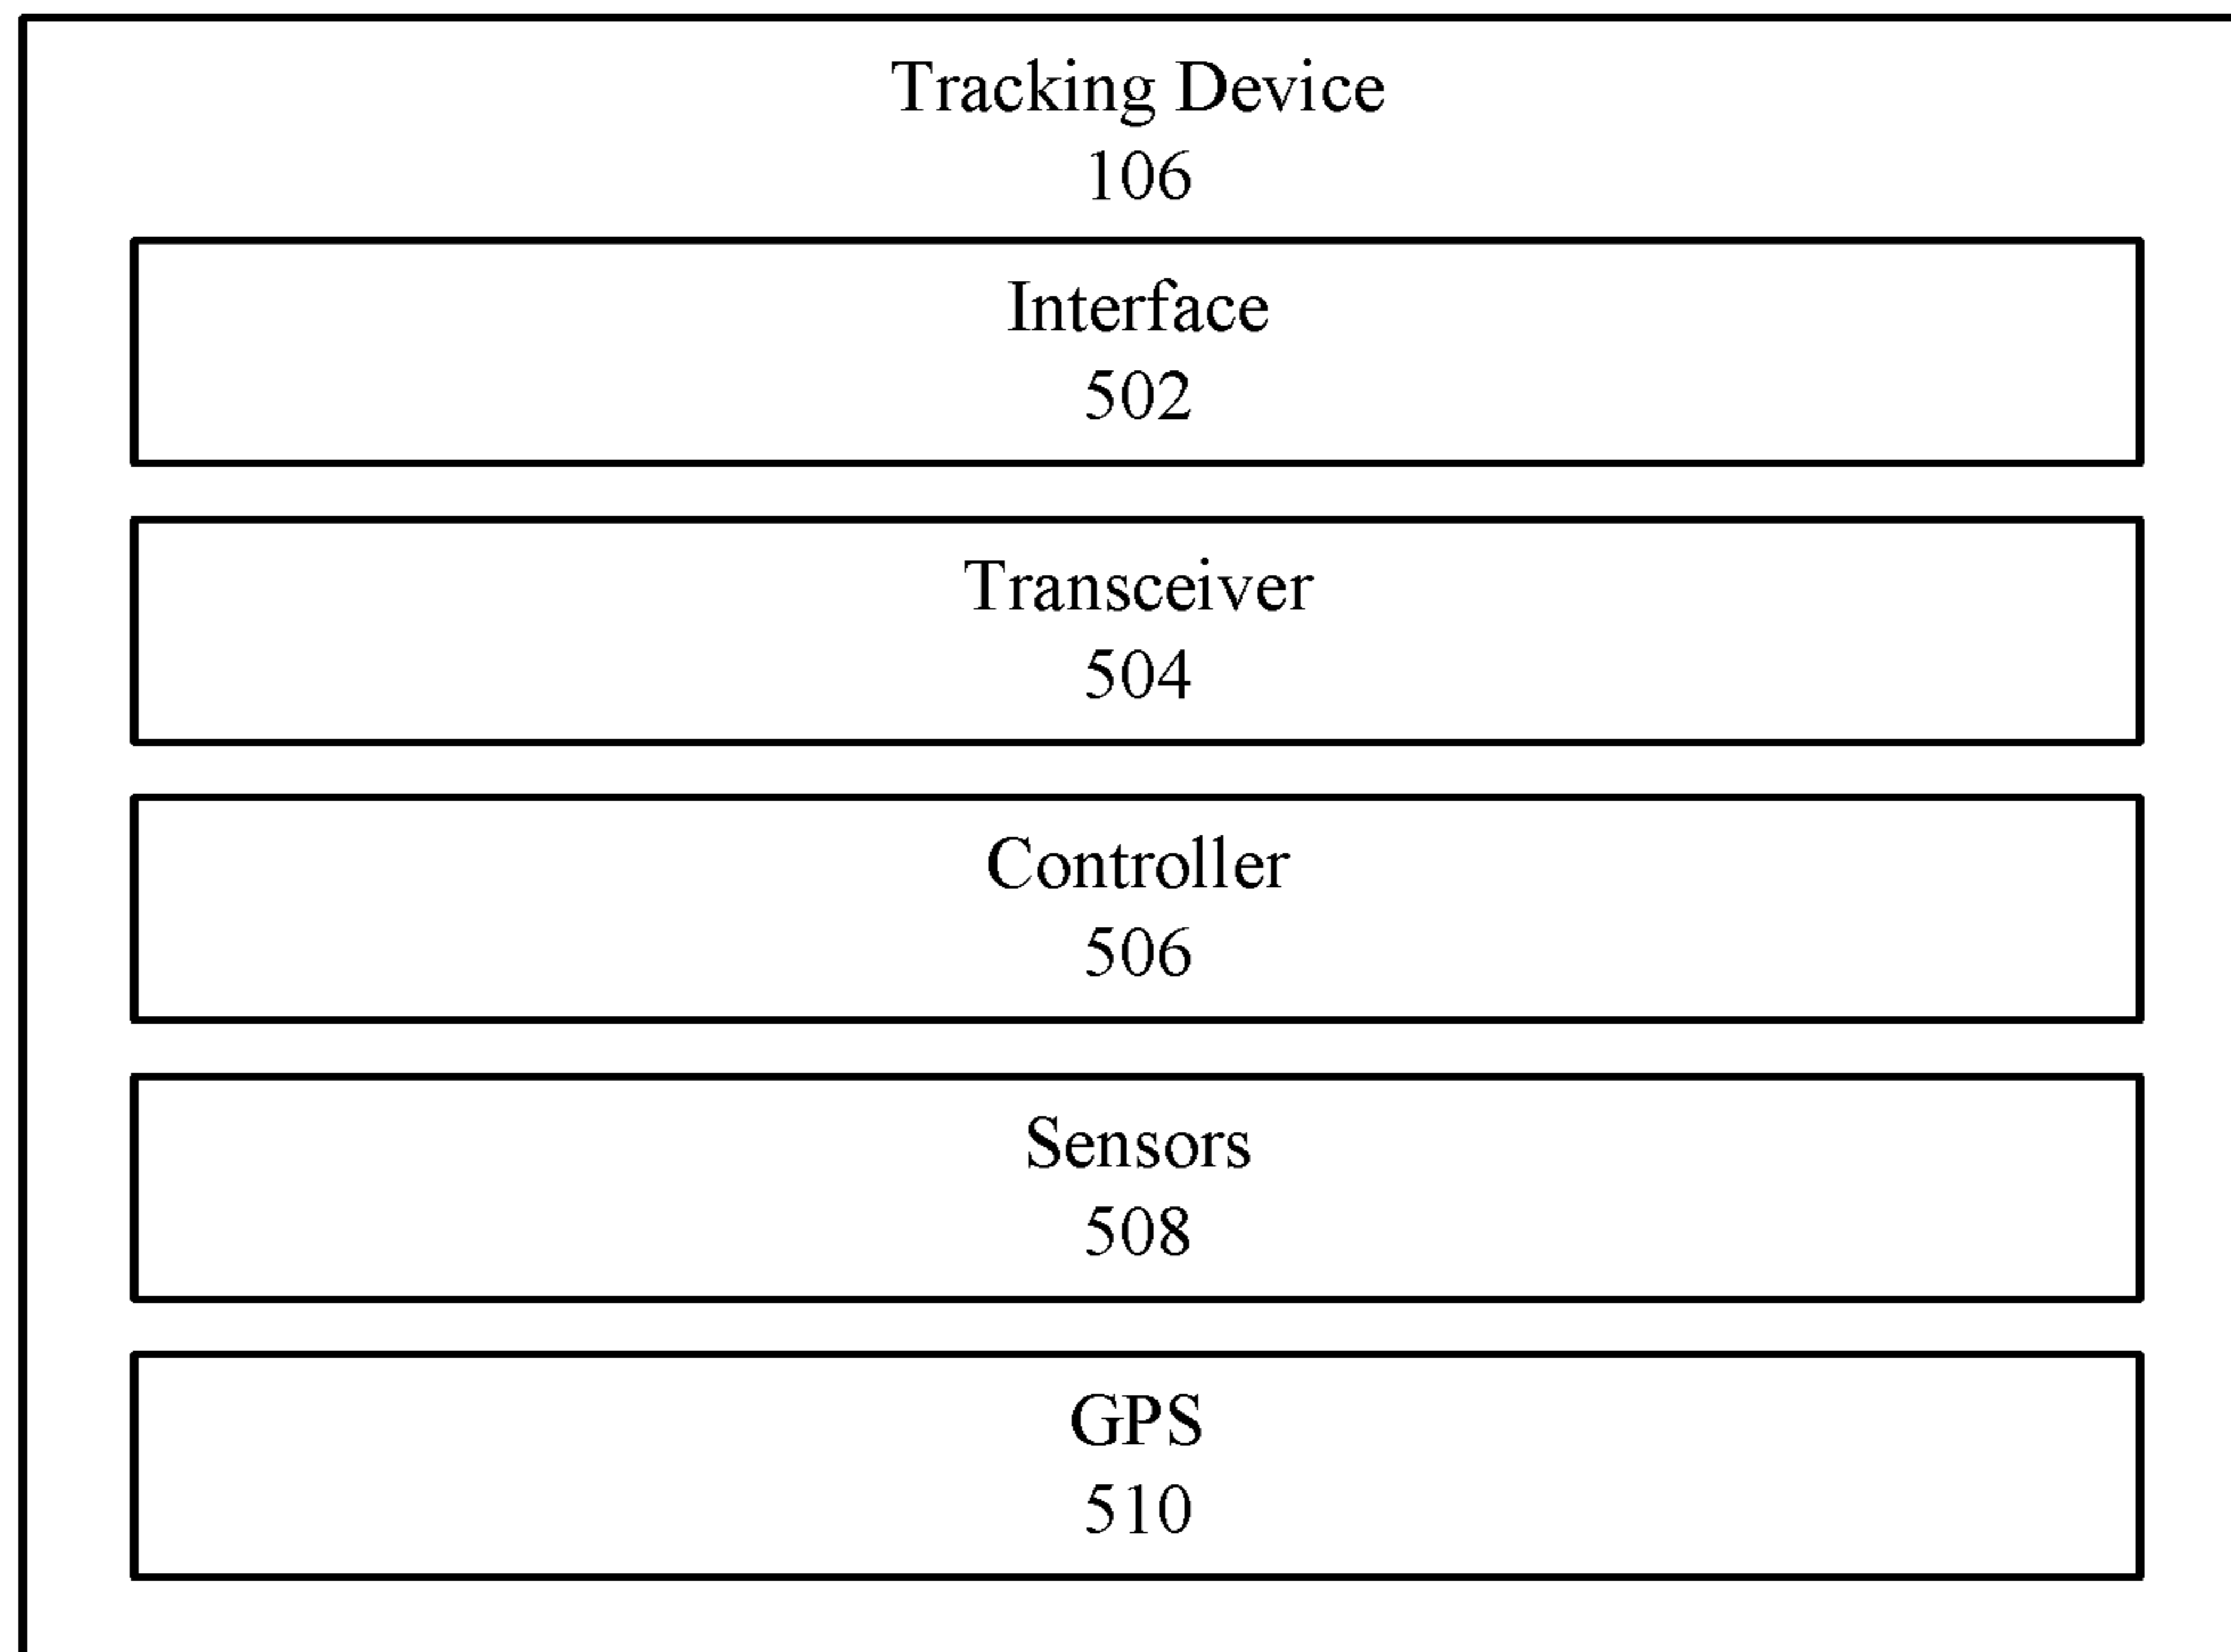 Tracking Device
106
Interface
502
Transceiver
504
Controller
506
Sensors
508
GPS
510